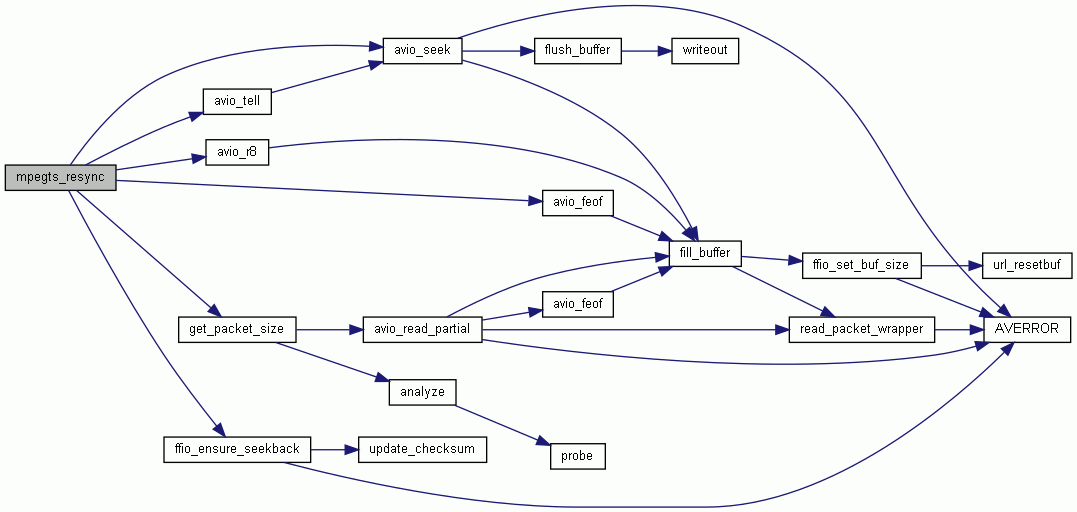 avio_seek
flush_buffer
writeout
avio_tell
avio_r8
mpegts_resync
avio_feof
fill_buffer
ffio_set_buf_size
url_resetbuf
avio_feof
get_packet_size
avio_read_partial
read_packet_wrapper
AVERROR
analyze
ffio_ensure_seekback
update_checksum
probe